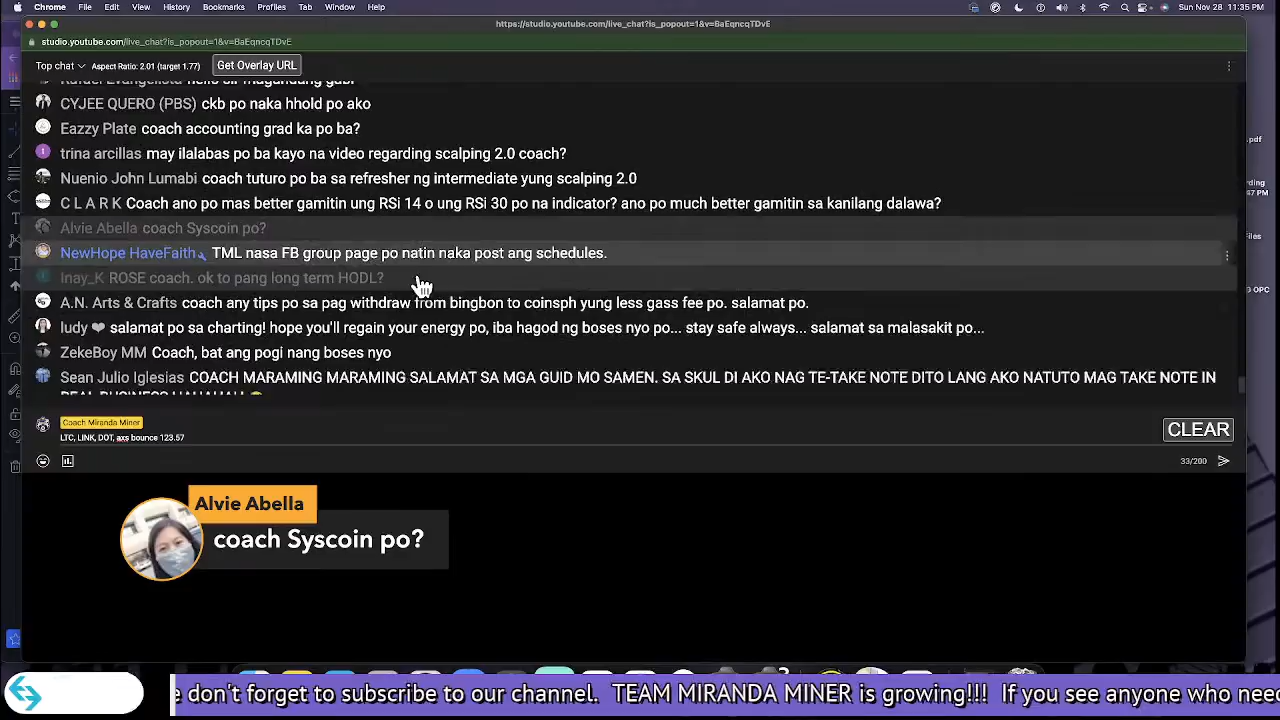 Chrome File Edit View History Bookmarks Profiles Tab Window Help Sun Nov 28 11:35 PM
https://studio.youtube.com/live_chat?is_popout=1&v=BaEqncqTDvE
studio.youtube.com/live_chat?is_popout=1&v=BaEqncqTDvE
Top chat Aspect Ratio: 2.01 (target 1.77) Get Overlay URL
Rafael Evangelista hello sir magandang gabi
CYJEE QUERO (PBS) ckb po naka hhold po ako
Eazzy Plate coach accounting grad ka po ba?
trina arcillas may ilalabas po ba kayo na video regarding scalping 2.0 coach?
Nuenio John Lumabi coach tuturo po ba sa refresher ng intermediate yung scalping 2.0
C L A R K Coach ano po mas better gamitin ung RSi 14 o ung RSi 30 po na indicator? ano po much better gamitin sa kanilang dalawa?
Alvie Abella coach Syscoin po?
NewHope HaveFaith TML nasa FB group page po natin naka post ang schedules.
Inay_K ROSE coach. ok to pang long term HODL?
A.N. Arts & Crafts coach any tips po sa pag withdraw from bingbon to coinsph yung less gass fee po. salamat po.
ludy ❤ salamat po sa charting! hope you'll regain your energy po, iba hagod ng boses nyo po... stay safe always... salamat sa malasakit po...
ZekeBoy MM Coach, bat ang pogi nang boses nyo
Sean Julio Iglesias COACH MARAMING MARAMING SALAMAT SA MGA GUID MO SAMEN. SA SKUL DI AKO NAG TE-TAKE NOTE DITO LANG AKO NATUTO MAG TAKE NOTE IN
REAL BUSINESS
Coach Miranda Miner
LTC, LINK, DOT, axs bounce 123.57
CLEAR
33/200
Alvie Abella
coach Syscoin po?
.pdf
OPC
e don't forget to subscribe to our channel. TEAM MIRANDA MINER is growing!!! If you see anyone who need